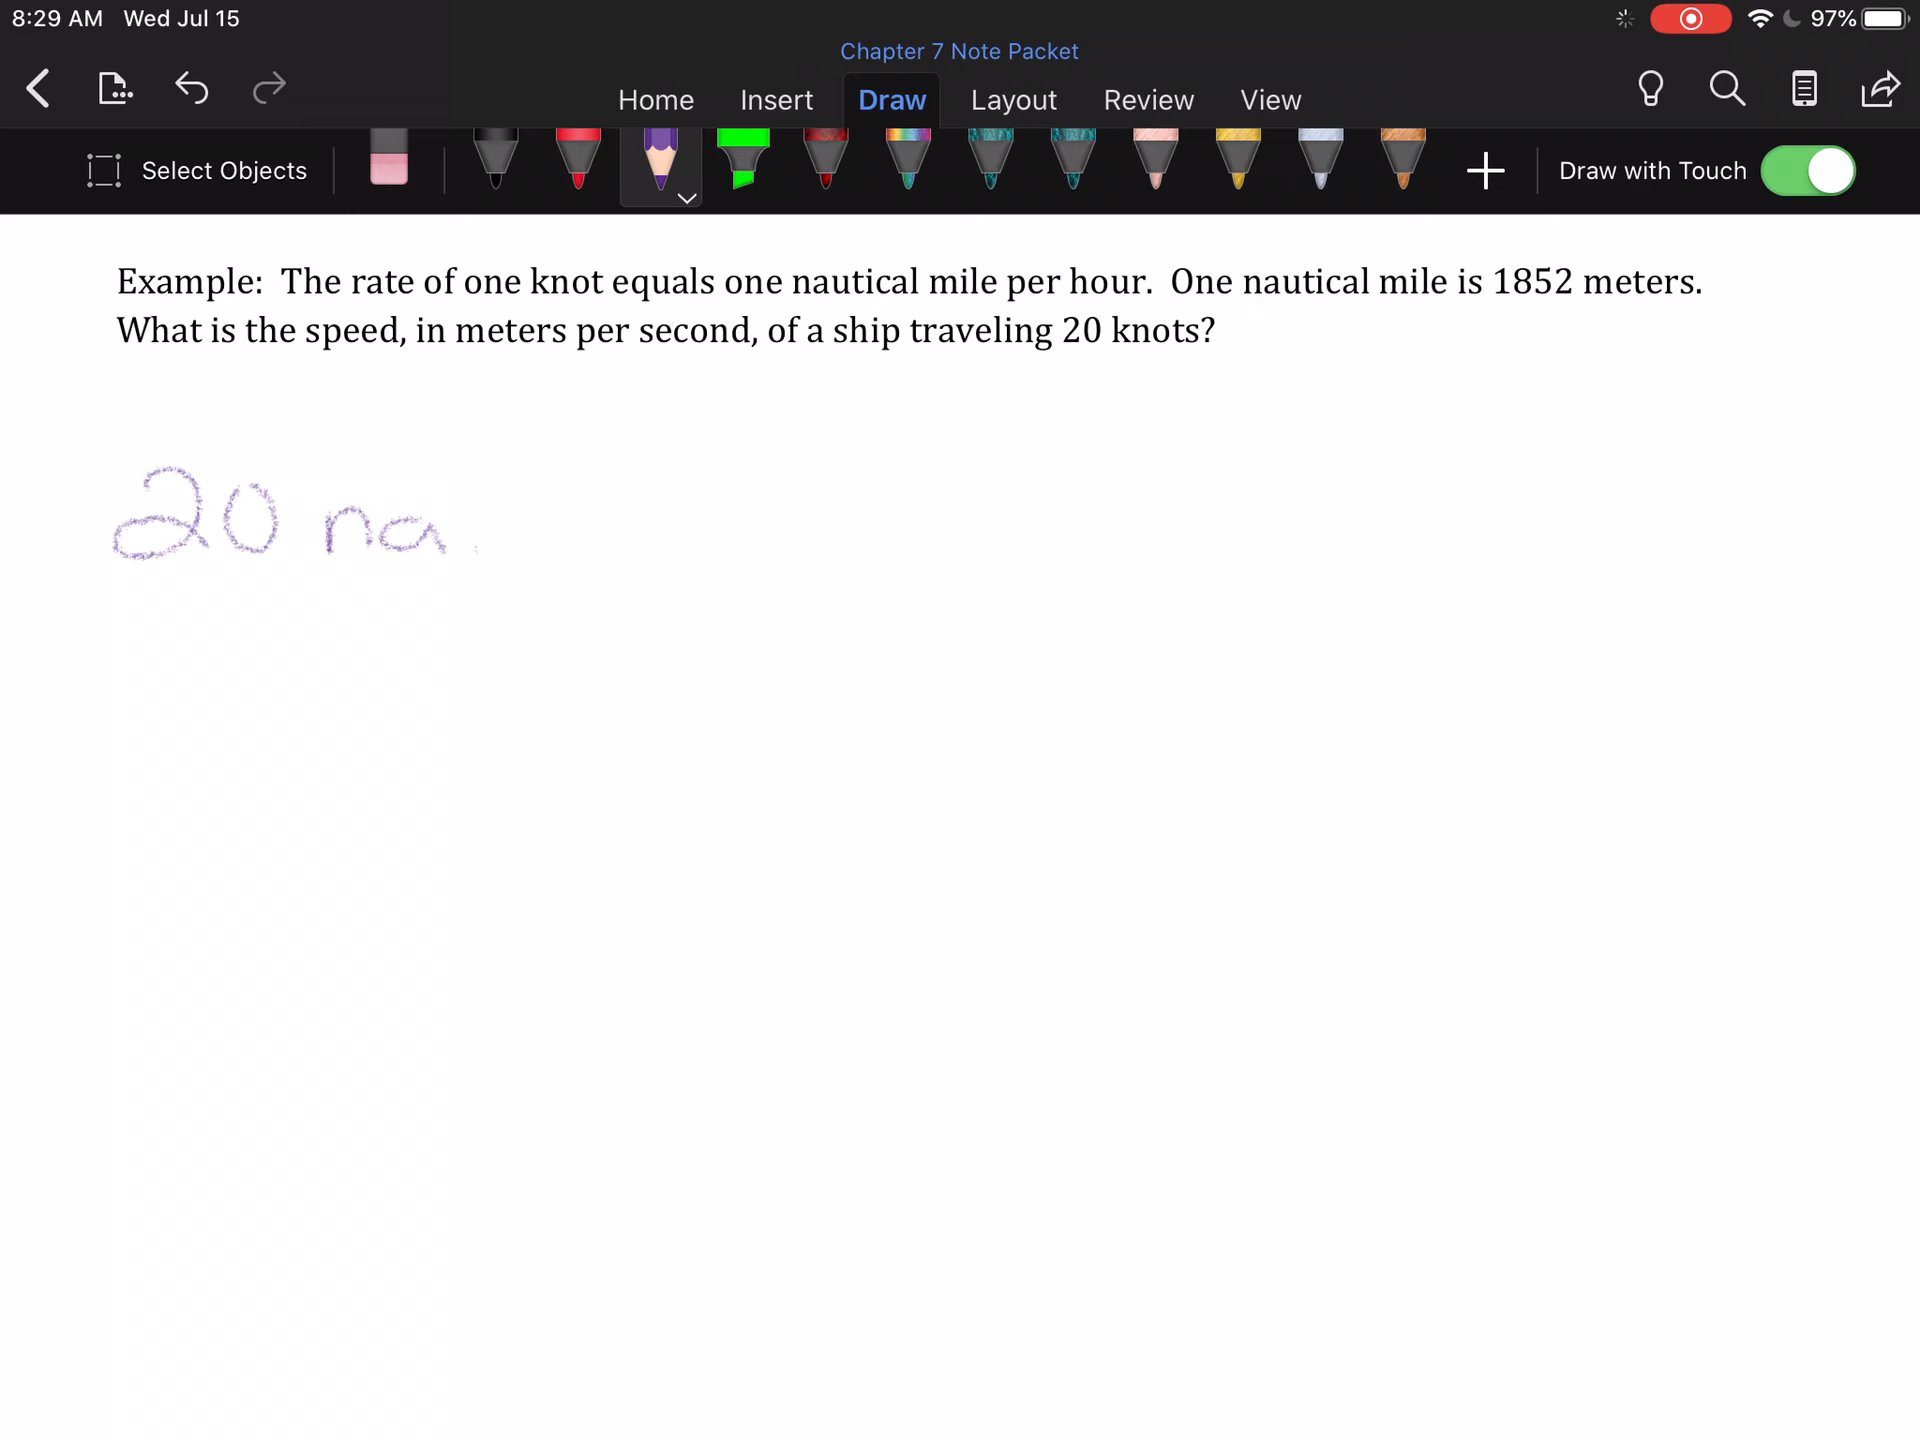 8:29 AM Wed Jul 15
97%
Chapter 7 Note Packet
Home Insert Draw Layout Review View
Select Objects
Draw with Touch
Example: The rate of one knot equals one nautical mile per hour. One nautical mile is 1852 meters.
What is the speed, in meters per second, of a ship traveling 20 knots?
20 na